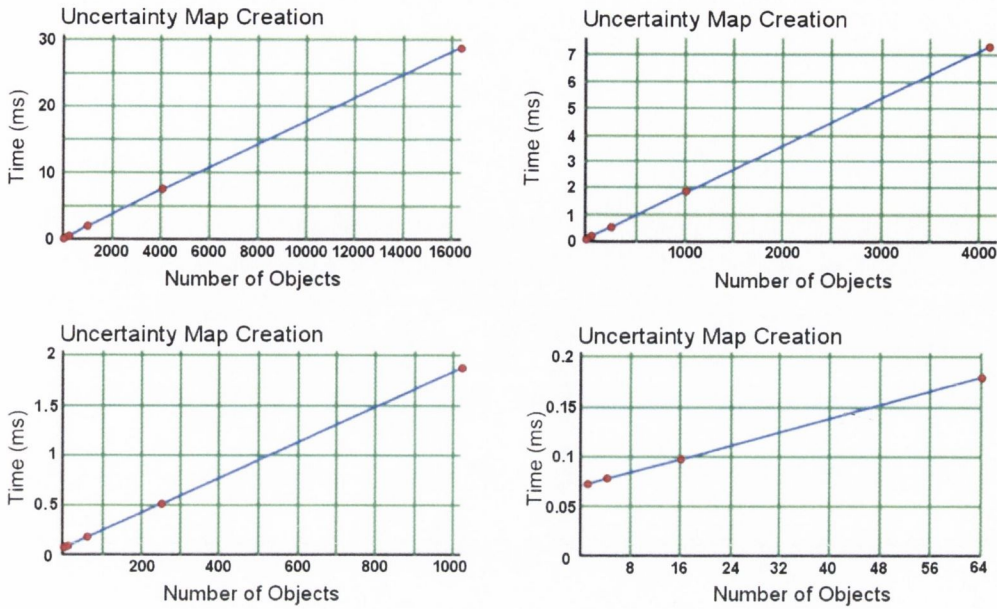 Uncertainty Map Creation
30
20
10
0
Time (ms)
2000 4000 6000 8000 10000 12000 14000 16000
Number of Objects
Uncertainty Map Creation
7
6
5
4
3
2
1
0
Time (ms)
1000 2000 3000 4000
Number of Objects
Uncertainty Map Creation
2
1.5
1
0.5
0
Time (ms)
200 400 600 800 1000
Number of Objects
Uncertainty Map Creation
0.2
0.15
0.1
0.05
0
Time (ms)
8 16 24 32 40 48 56 64
Number of Objects